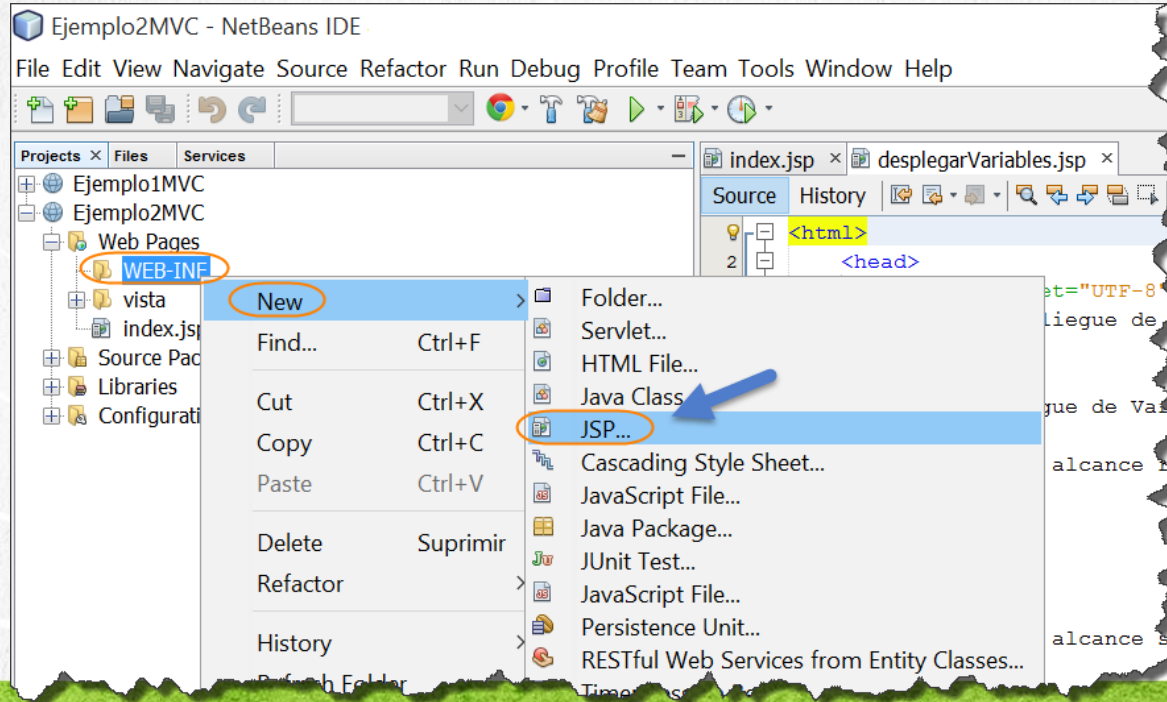 Ejemplo2MVC - NetBeans IDE
File Edit View Navigate Source Refactor Run Debug Profile Team Tools Window Help
Projects × Files Services
index.jsp × desplegarVariables.jsp ×
Source History
Ejemplo1MVC
Ejemplo2MVC
Web Pages
WEB-INF
vista
index.jsp
Source Pac
Libraries
Configurati
<html>
2 <head>
et="UTF-8"
liegue de
gue de Va
alcance
alcance s
New
Find... Ctrl+F
Cut Ctrl+X
Copy Ctrl+C
Paste Ctrl+V
Delete Suprimir
Refactor
History
Refresh Folder
Folder...
Servlet...
HTML File...
Java Class
JSP...
Cascading Style Sheet...
JavaScript File...
Java Package...
JUnit Test...
JavaScript File...
Persistence Unit...
RESTful Web Services from Entity Classes...